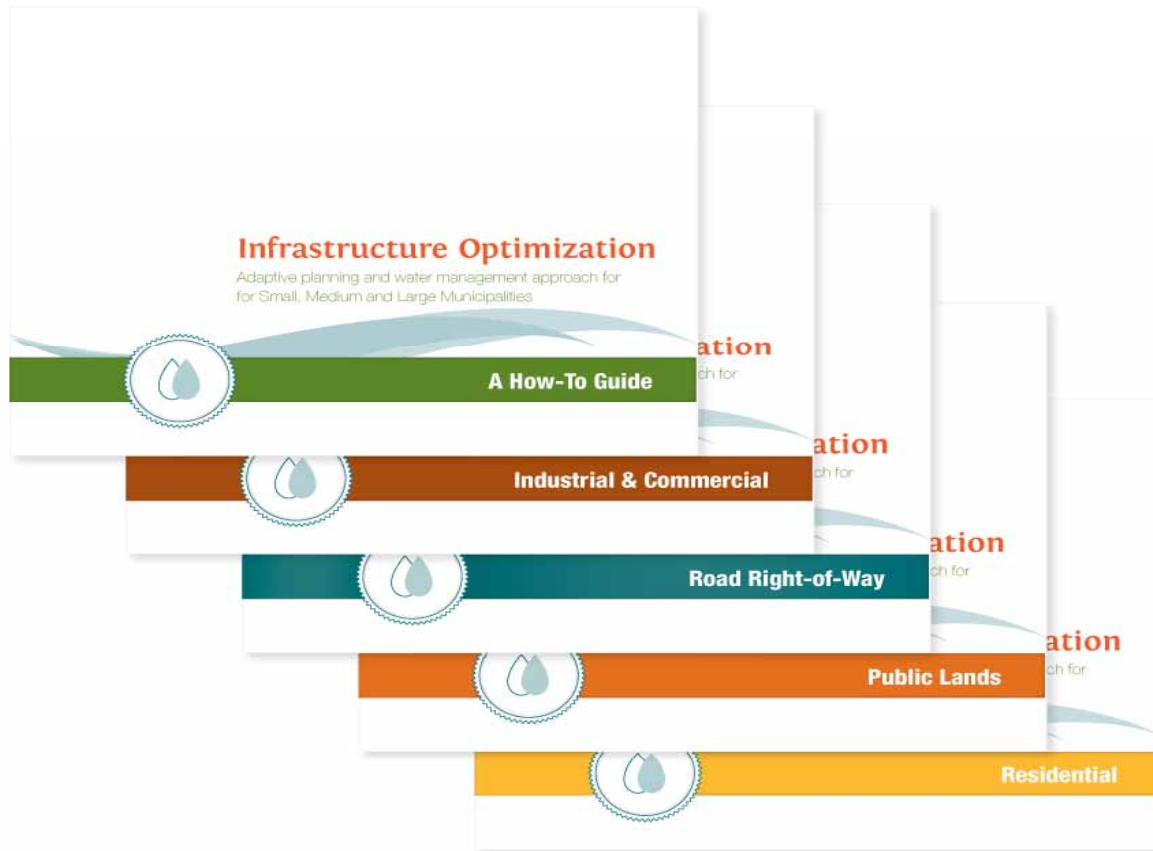 Infrastructure Optimization
Adaptive planning and water management approach for
for Small, Medium and Large Municipalities
A How-To Guide
ation
ch for
Industrial & Commercial
ation
ch for
Road Right-of-Way
ation
ch for
Public Lands
ation
ch for
Residential